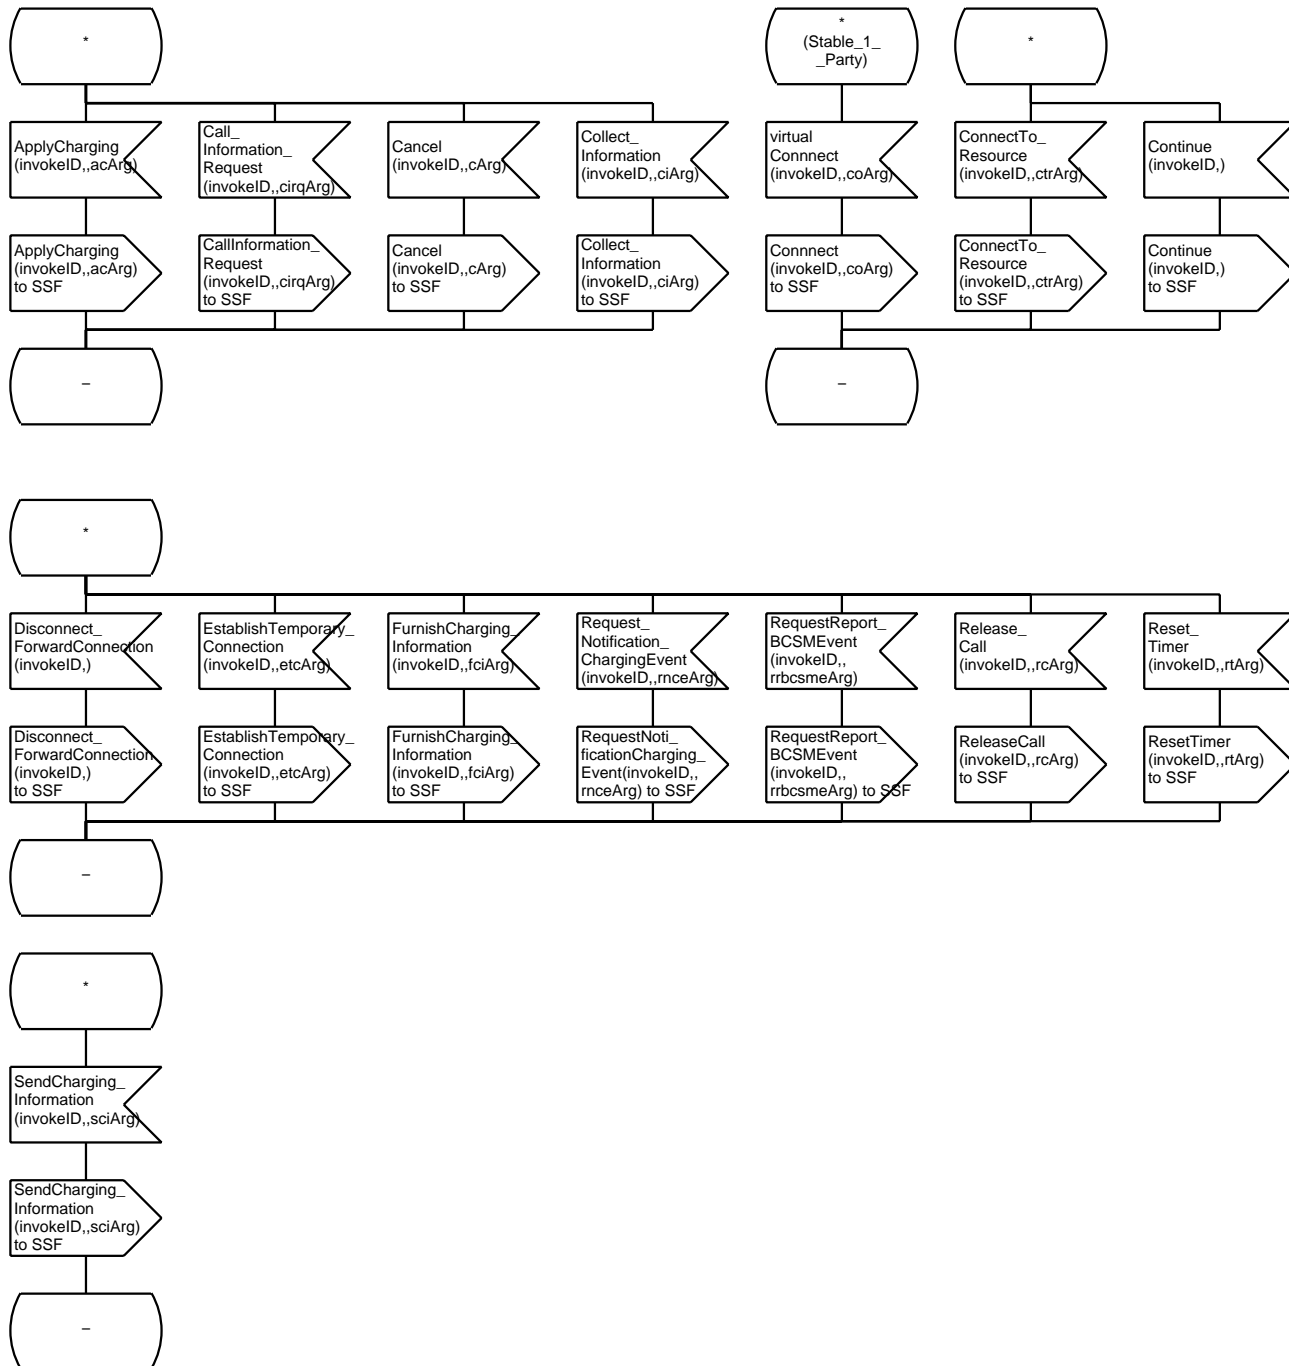 *
*
(Stable_1_
_Party)
*
ApplyCharging
(invokeID,,acArg)
Call_
Information_
Request
(invokeID,,cirqArg)
Cancel
(invokeID,,cArg)
Collect_
Information
(invokeID,,ciArg)
virtual
Connnect
(invokeID,,coArg)
ConnectTo_
Resource
(invokeID,,ctrArg)
Continue
(invokeID,)
ApplyCharging
(invokeID,,acArg)
to SSF
CallInformation_
Request
(invokeID,,cirqArg)
to SSF
Cancel
(invokeID,,cArg)
to SSF
Collect_
Information
(invokeID,,ciArg)
to SSF
Connnect
(invokeID,,coArg)
to SSF
ConnectTo_
Resource
(invokeID,,ctrArg)
to SSF
Continue
(invokeID,)
to SSF
–
–
*
Disconnect_
ForwardConnection
(invokeID,)
EstablishTemporary_
Connection
(invokeID,,etcArg)
FurnishCharging_
Information
(invokeID,,fciArg)
Request_
Notification_
ChargingEvent
(invokeID,,rnceArg)
RequestReport_
BCSMEvent
(invokeID,,
rrbcsmeArg)
Release_
Call
(invokeID,,rcArg)
Reset_
Timer
(invokeID,,rtArg)
Disconnect_
ForwardConnection
(invokeID,)
to SSF
EstablishTemporary_
Connection
(invokeID,,etcArg)
to SSF
FurnishCharging_
Information
(invokeID,,fciArg)
to SSF
RequestNoti_
ficationCharging_
Event(invokeID,,
rnceArg) to SSF
RequestReport_
BCSMEvent
(invokeID,,
rrbcsmeArg) to SSF
ReleaseCall
(invokeID,,rcArg)
to SSF
ResetTimer
(invokeID,,rtArg)
to SSF
–
*
SendCharging_
Information
(invokeID,,sciArg)
SendCharging_
Information
(invokeID,,sciArg)
to SSF
–